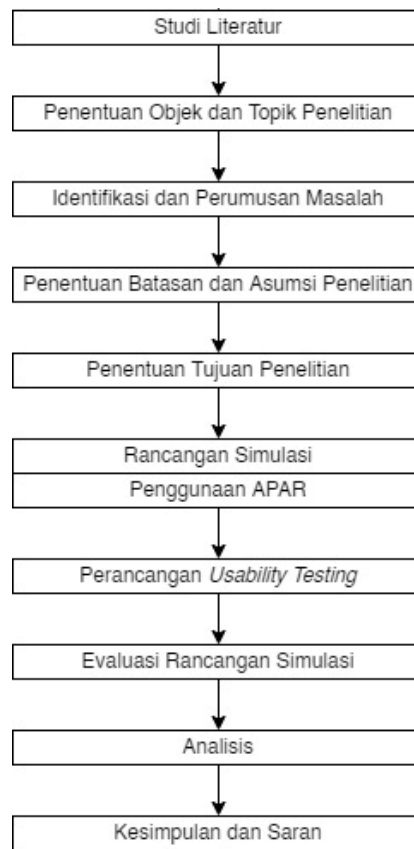 Studi Literatur
Penentuan Objek dan Topik Penelitian
Identifikasi dan Perumusan Masalah
Penentuan Batasan dan Asumsi Penelitian
Penentuan Tujuan Penelitian
Rancangan Simulasi
Penggunaan APAR
Perancangan Usability Testing
Evaluasi Rancangan Simulasi
Analisis
Kesimpulan dan Saran